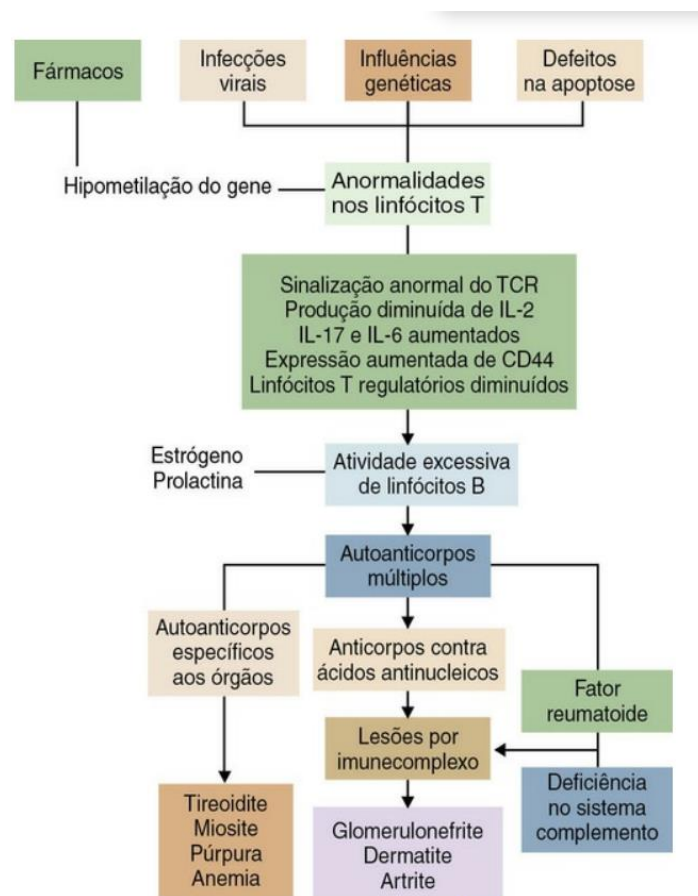 Fármacos
Infecções
virais
Influências
genéticas
Defeitos
na apoptose
Hipometilação do gene
Anormalidades
nos linfócitos T
Sinalização anormal do TCR
Produção diminuída de IL-2
IL-17 e IL-6 aumentados
Expressão aumentada de CD44
Linfócitos T regulatórios diminuídos
Estrógeno
Prolactina
Atividade excessiva
de linfócitos B
Autoanticorpos
múltiplos
Autoanticorpos
específicos
aos órgãos
Anticorpos contra
ácidos antinucleicos
Fator
reumatoide
Lesões por
imunecomplexo
Deficiência
no sistema
complemento
Tireoidite
Miosite
Púrpura
Anemia
Glomerulonefrite
Dermatite
Artrite